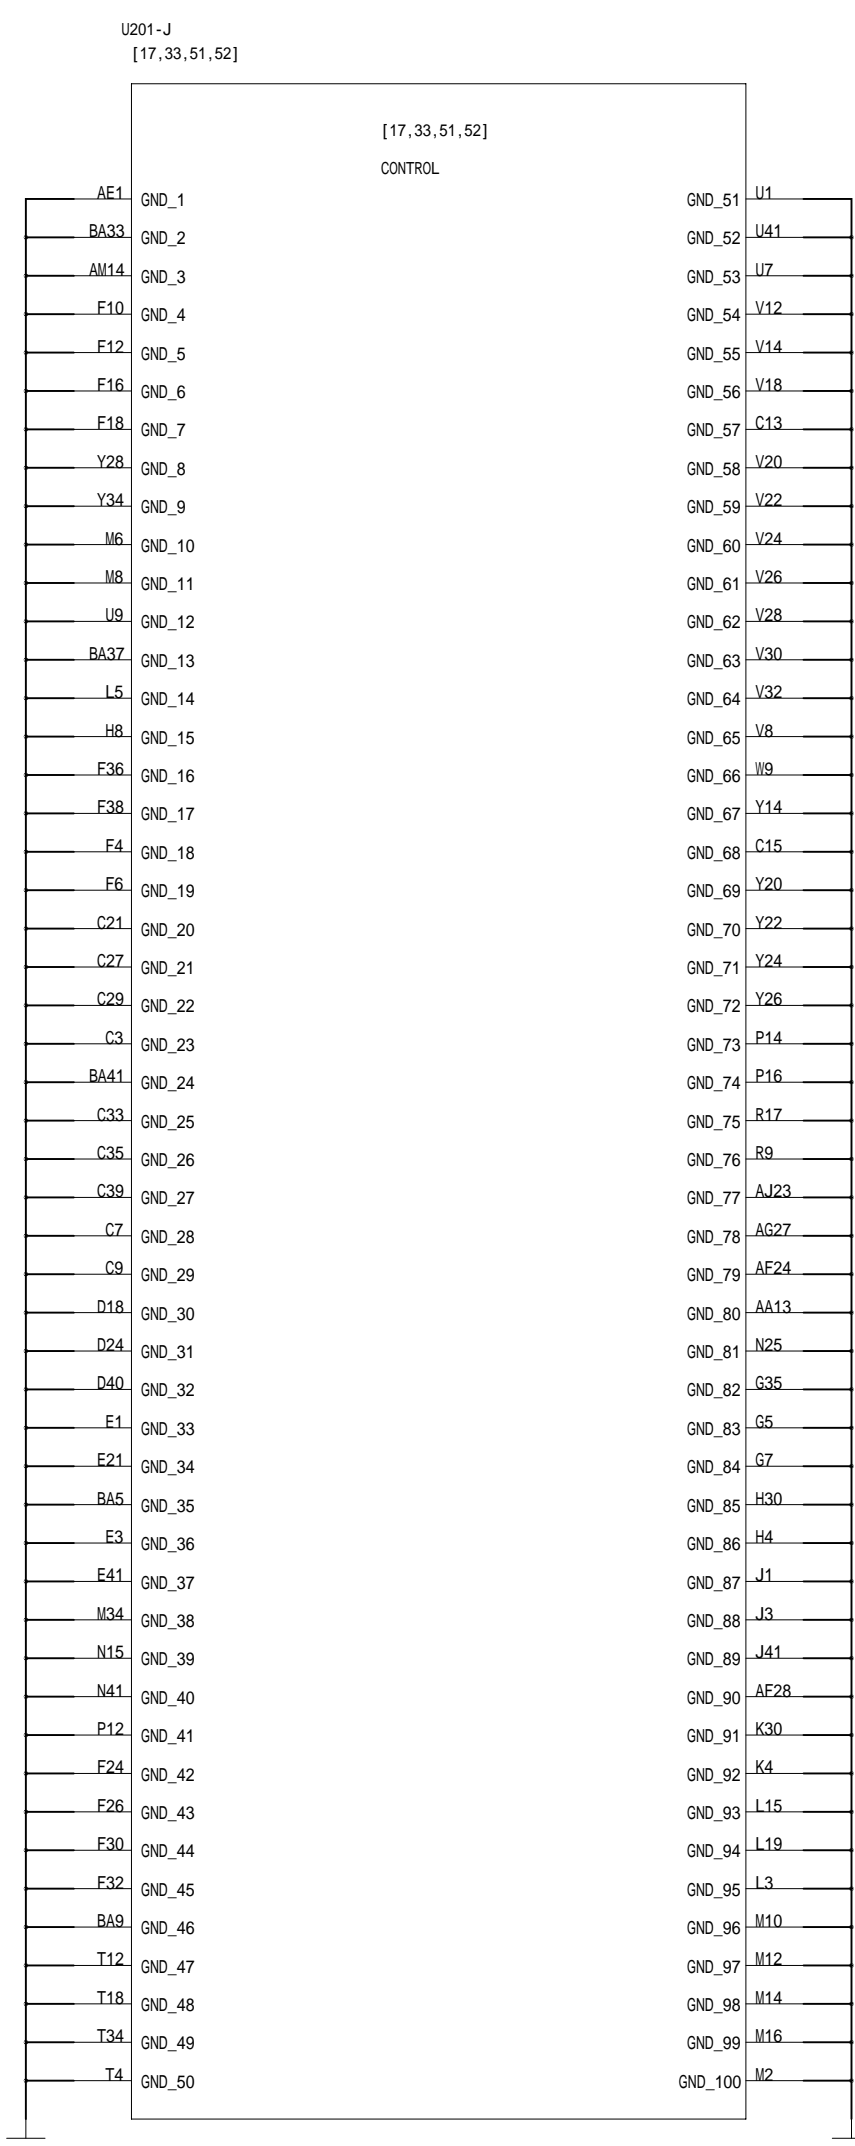 U201-J
[17,33,51,52]
[17,33,51,52]
CONTROL
AE1 GND_1 GND_51 U1
BA33 GND_2 GND_52 U41
AM14 GND_3 GND_53 U7
F10 GND_4 GND_54 V12
F12 GND_5 GND_55 V14
F16 GND_6 GND_56 V18
F18 GND_7 GND_57 C13
Y28 GND_8 GND_58 V20
Y34 GND_9 GND_59 V22
M6 GND_10 GND_60 V24
M8 GND_11 GND_61 V26
U9 GND_12 GND_62 V28
BA37 GND_13 GND_63 V30
L5 GND_14 GND_64 V32
H8 GND_15 GND_65 V8
F36 GND_16 GND_66 W9
F38 GND_17 GND_67 Y14
F4 GND_18 GND_68 C15
F6 GND_19 GND_69 Y20
C21 GND_20 GND_70 Y22
C27 GND_21 GND_71 Y24
C29 GND_22 GND_72 Y26
C3 GND_23 GND_73 P14
BA41 GND_24 GND_74 P16
C33 GND_25 GND_75 R17
C35 GND_26 GND_76 R9
C39 GND_27 GND_77 AJ23
C7 GND_28 GND_78 AG27
C9 GND_29 GND_79 AF24
D18 GND_30 GND_80 AA13
D24 GND_31 GND_81 N25
D40 GND_32 GND_82 G35
E1 GND_33 GND_83 G5
E21 GND_34 GND_84 G7
BA5 GND_35 GND_85 H30
E3 GND_36 GND_86 H4
E41 GND_37 GND_87 J1
M34 GND_38 GND_88 J3
N15 GND_39 GND_89 J41
N41 GND_40 GND_90 AF28
P12 GND_41 GND_91 K30
F24 GND_42 GND_92 K4
F26 GND_43 GND_93 L15
F30 GND_44 GND_94 L19
F32 GND_45 GND_95 L3
BA9 GND_46 GND_96 M10
T12 GND_47 GND_97 M12
T18 GND_48 GND_98 M14
T34 GND_49 GND_99 M16
T4 GND_50 GND_100 M2